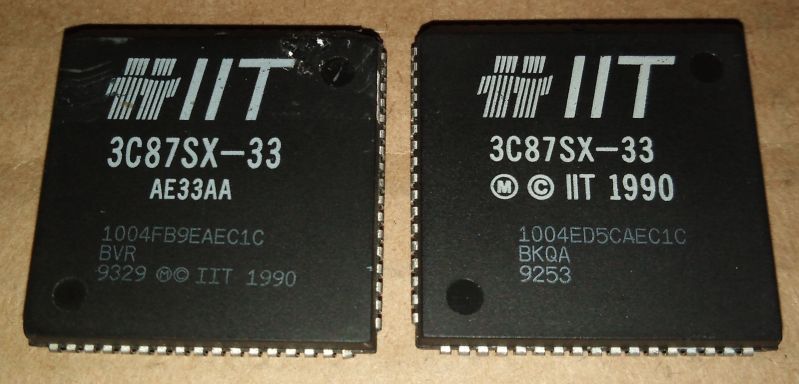 IIT
3C87SX-33
AE33AA
1004FB9EAEC1C
BVR
9329 Ⓜ© IIT 1990
IIT
3C87SX-33
Ⓜ © IIT 1990
1004ED5CAEC1C
BKQA
9253